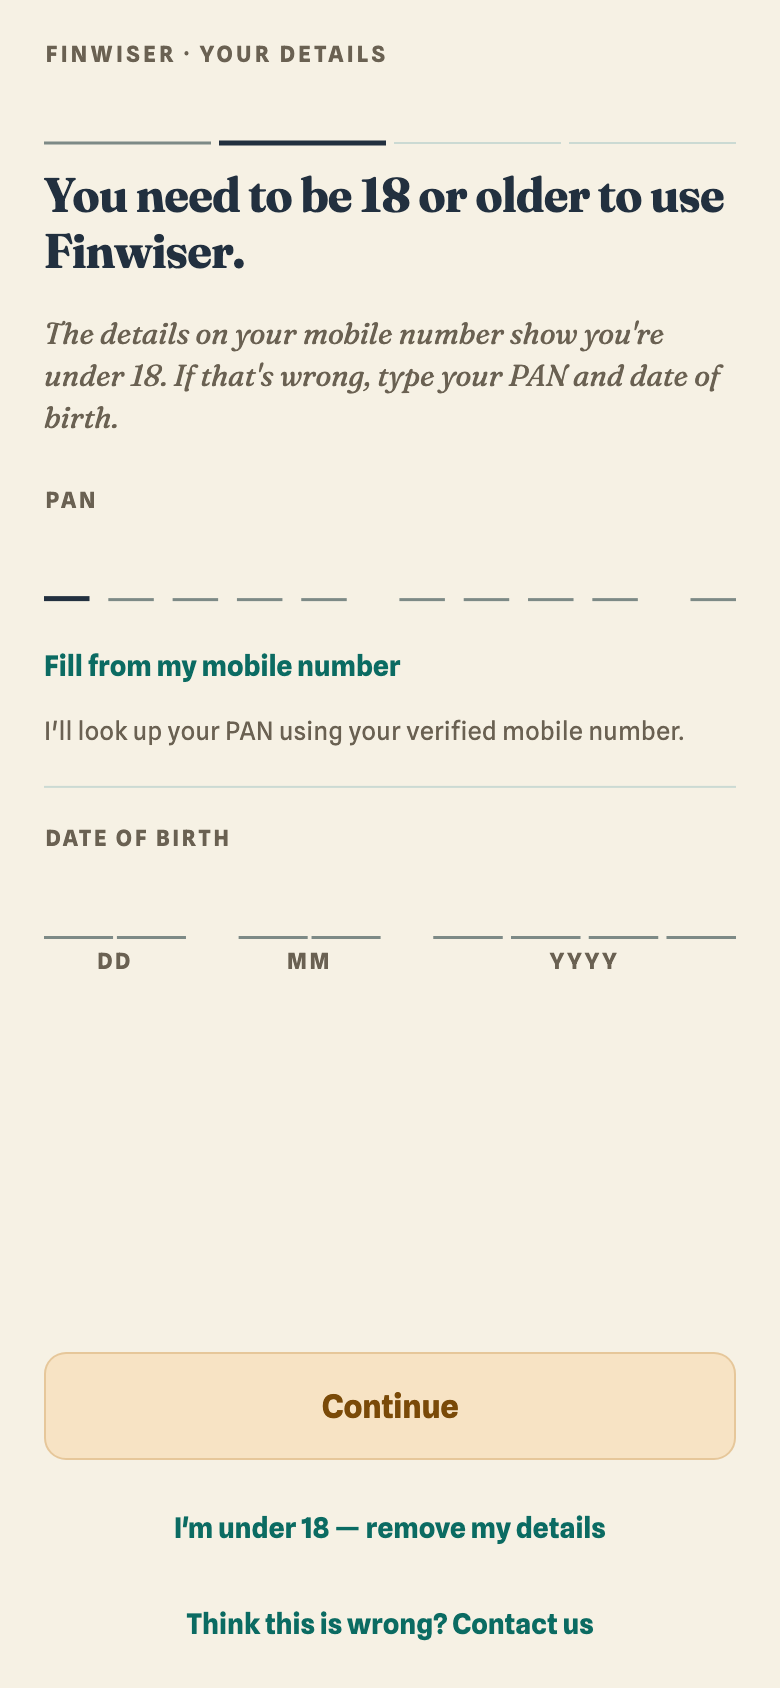 FINWISER · YOUR DETAILS
You need to be 18 or older to use
Finwiser.
The details on your mobile number show you're
under 18. If that's wrong, type your PAN and date of
birth.
PAN
Fill from my mobile number
I'll look up your PAN using your verified mobile number.
DATE OF BIRTH
DD MM YYYY
Continue
I'm under 18 — remove my details
Think this is wrong? Contact us